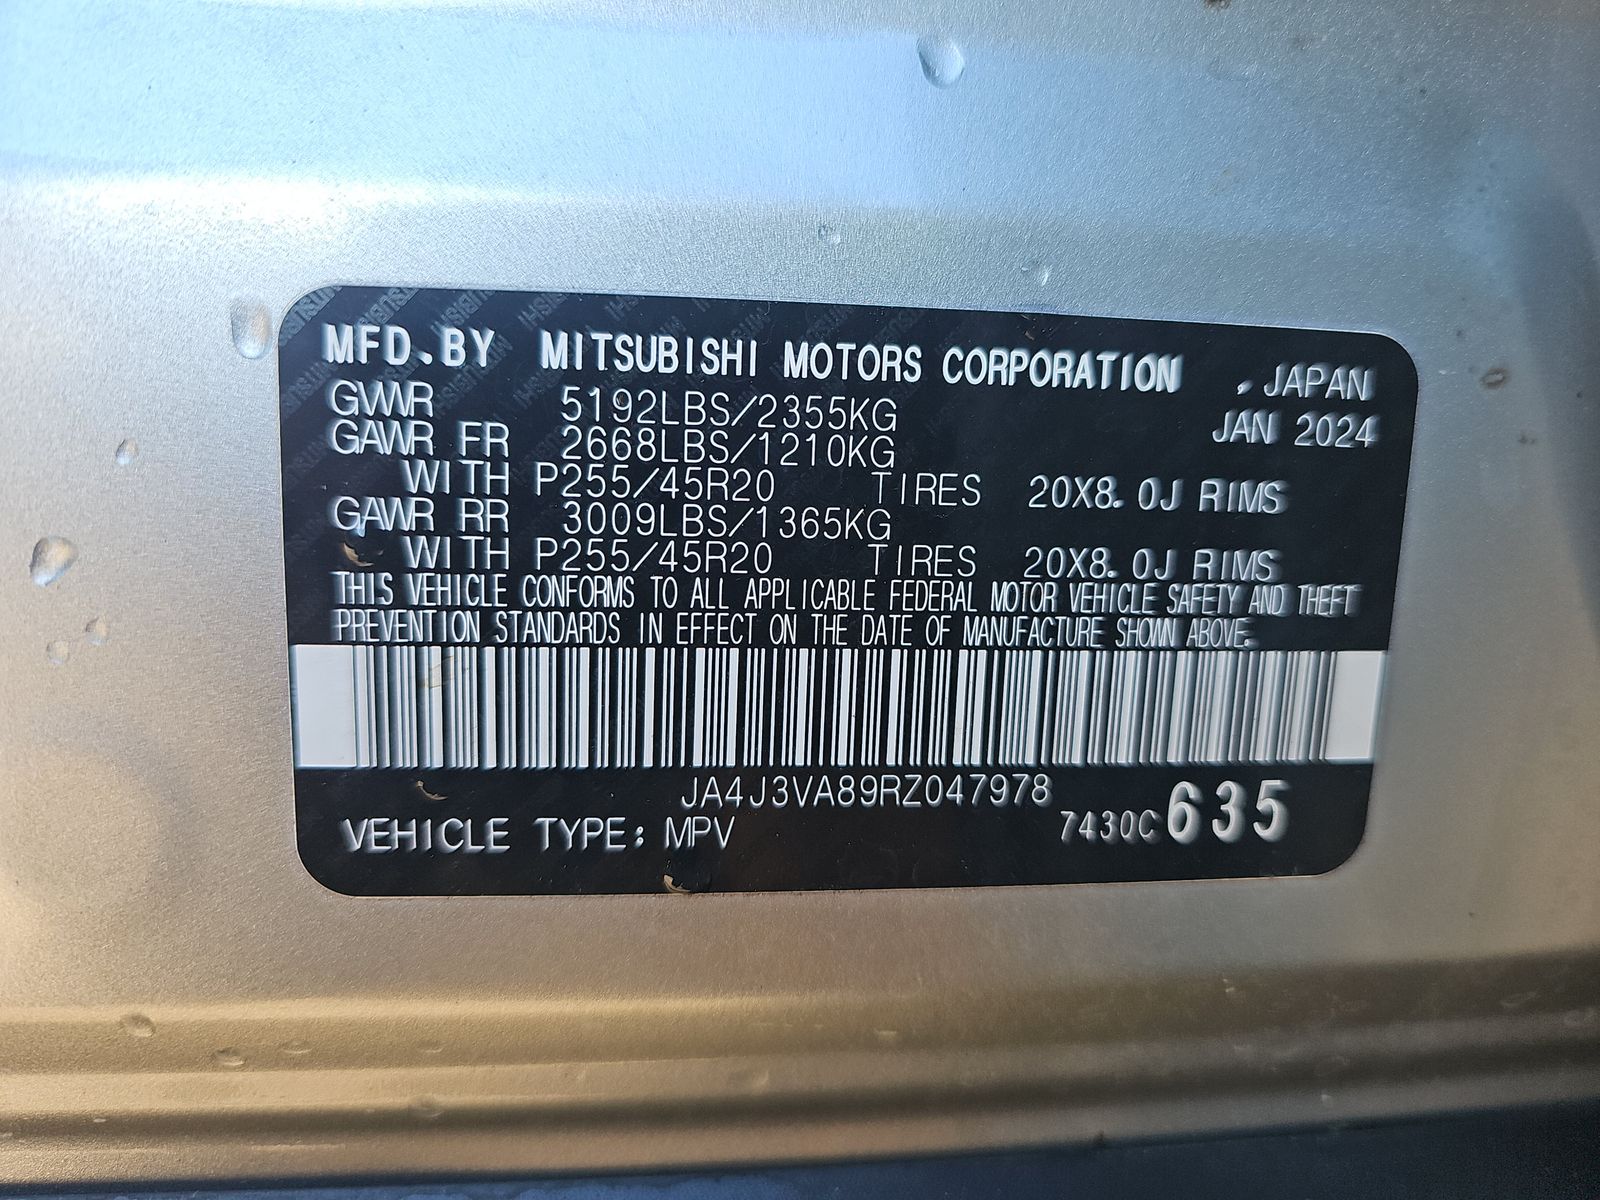 MFD.BY MITSUBISHI MOTORS CORPORATION , JAPAN
GVWR 5192LBS/2355KG JAN 2024
GAWR FR 2668LBS/1210KG
WITH P255/45R20 TIRES 20X8.0J RIMS
GAWR RR 3009LBS/1365KG
WITH P255/45R20 TIRES 20X8.0J RIMS
THIS VEHICLE CONFORMS TO ALL APPLICABLE FEDERAL MOTOR VEHICLE SAFETY AND THEFT
PREVENTION STANDARDS IN EFFECT ON THE DATE OF MANUFACTURE SHOWN ABOVE.
JA4J3VA89RZ047978
VEHICLE TYPE: MPV 7430C635